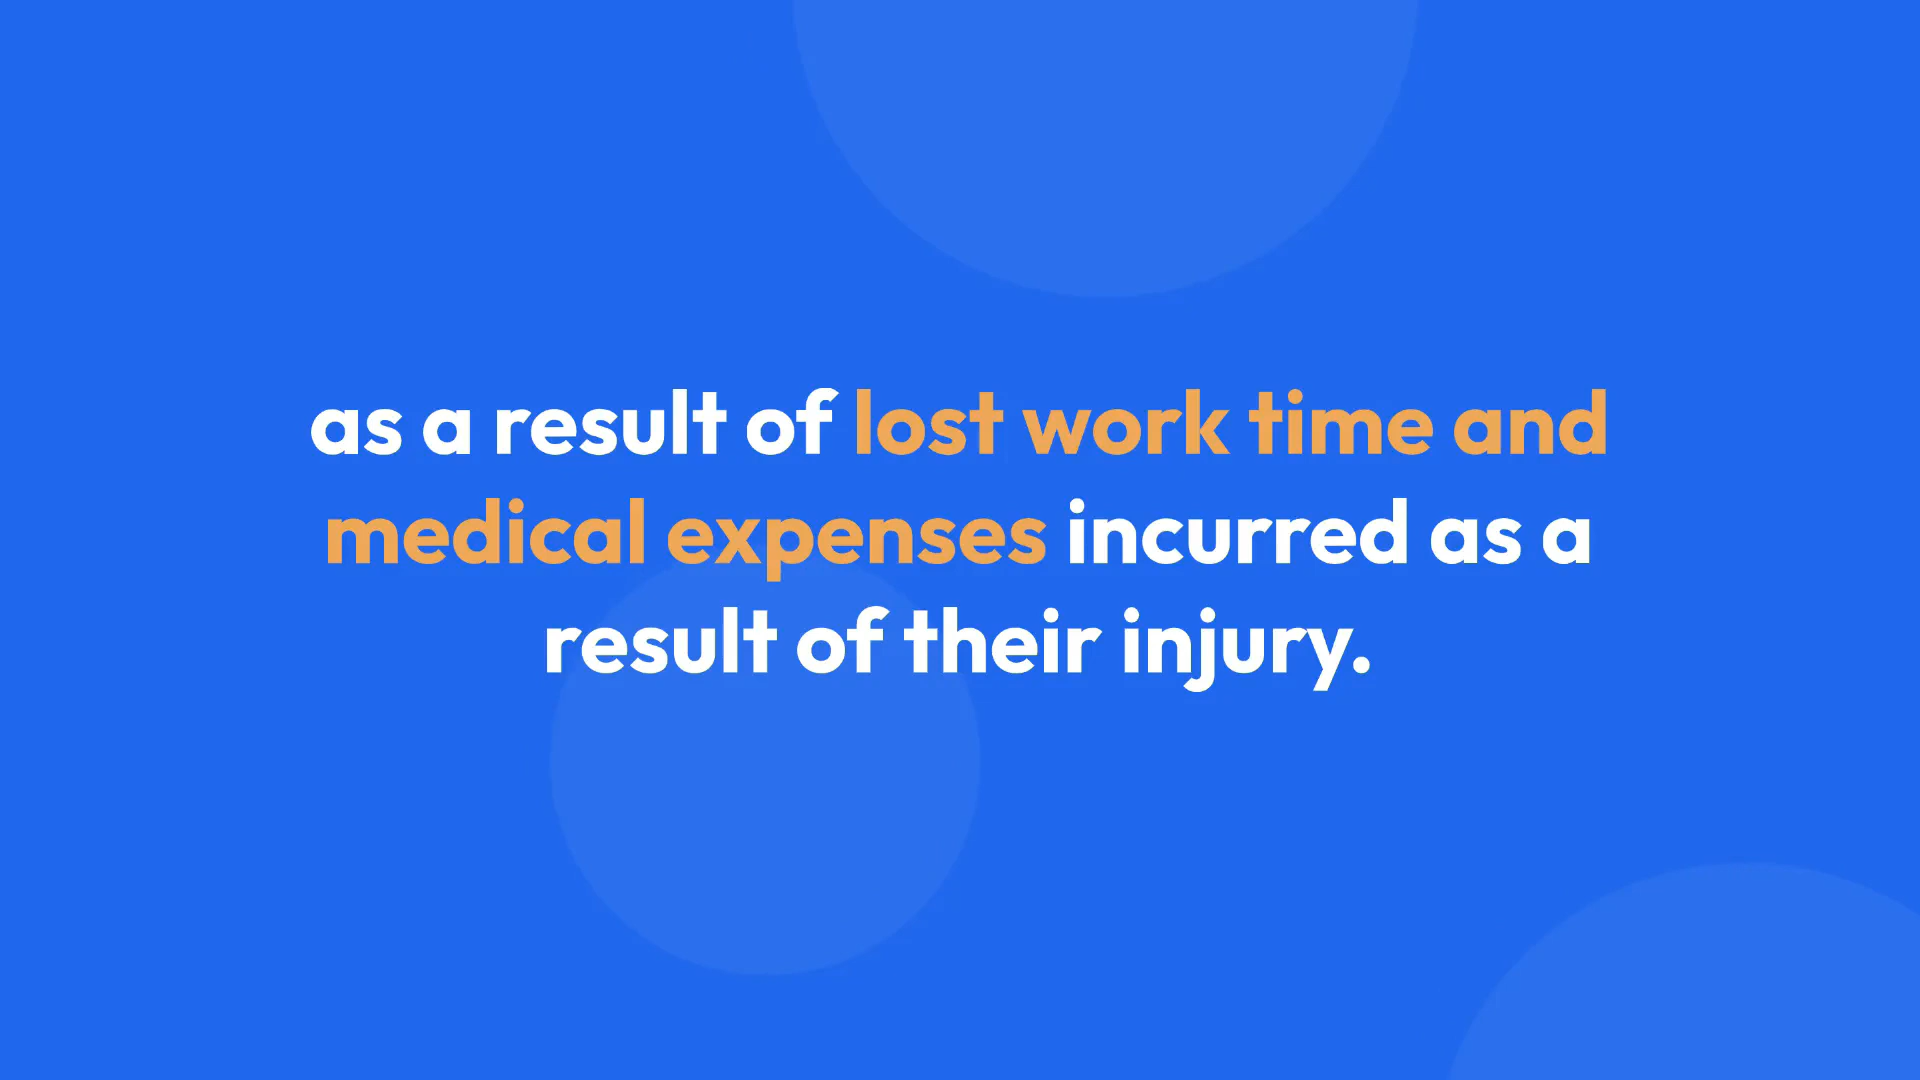 as a result of lost work time and
medical expenses incurred as a
result of their injury.